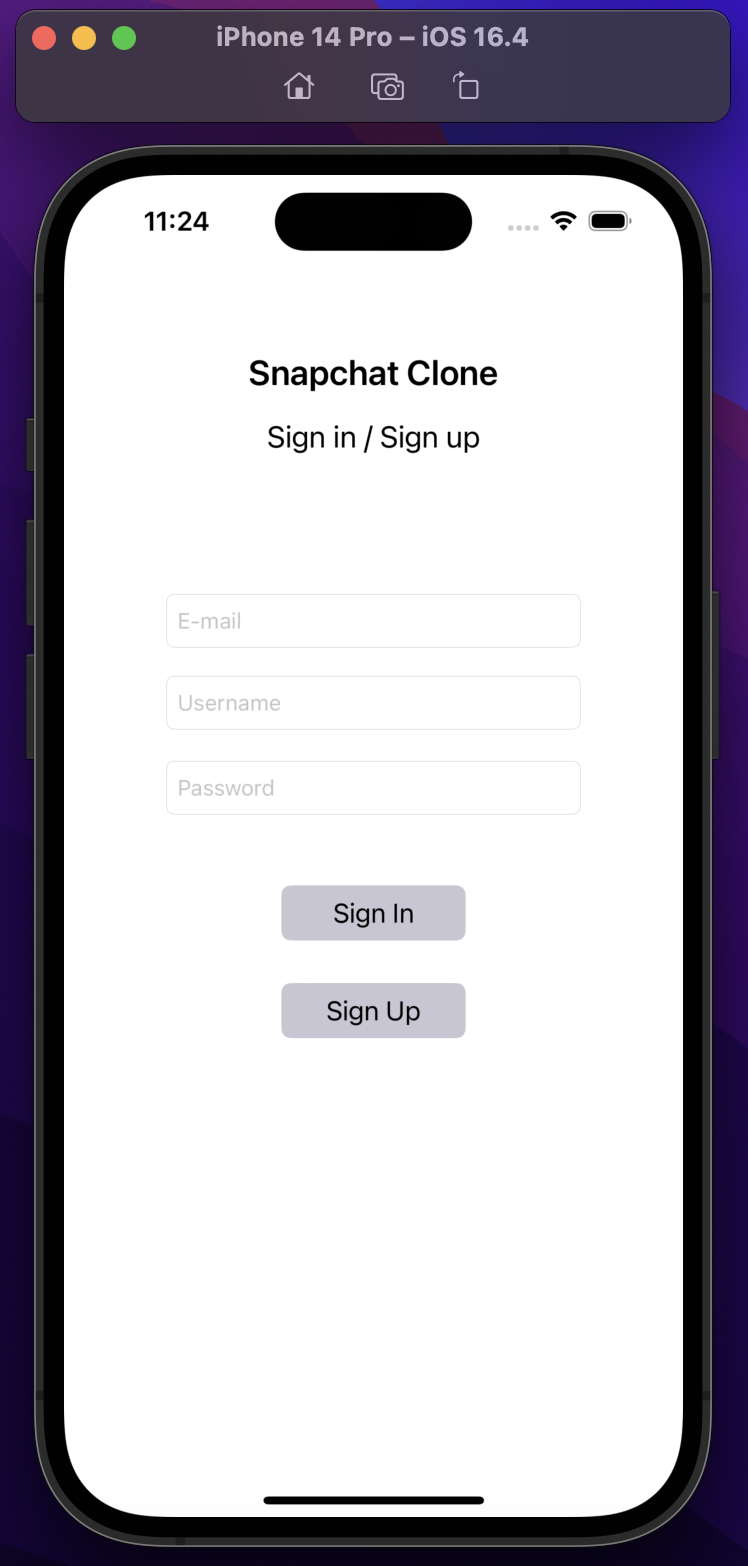 iPhone 14 Pro – iOS 16.4
11:24
Snapchat Clone
Sign in / Sign up
E-mail
Username
Password
Sign In
Sign Up